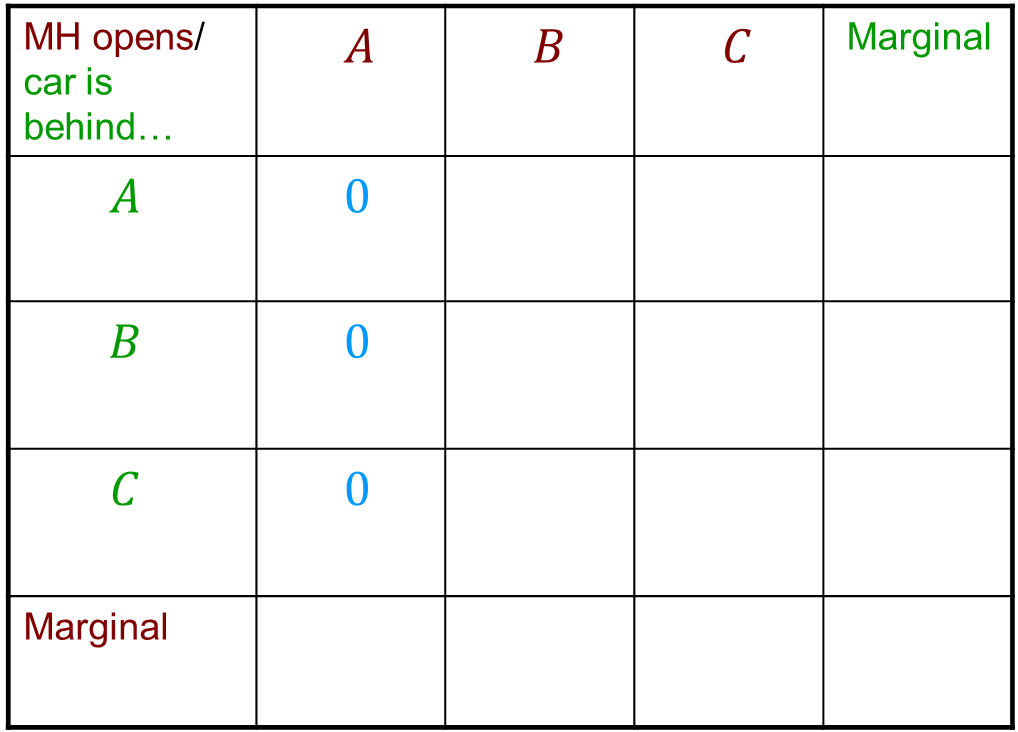 MH opens/ A B C Marginal
car is
behind…
A 0
B 0
C 0
Marginal